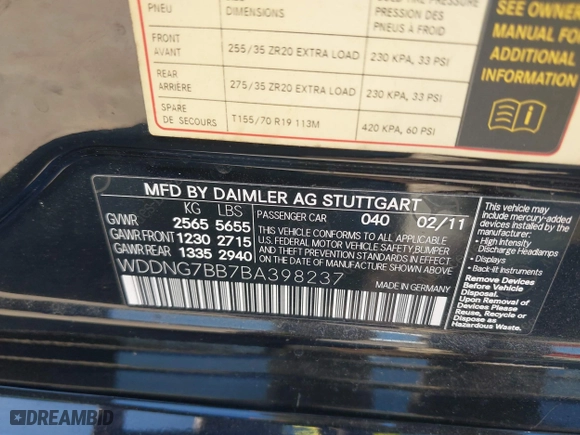 PNEU DIMENSIONS COLD TIRE PRESSURE
PRESSION DES
PNEUS À FROID
FRONT
AVANT 255/35 ZR20 EXTRA LOAD 230 KPA, 33 PSI
REAR
ARRIÈRE 275/35 ZR20 EXTRA LOAD 230 KPA, 33 PSI
SPARE
DE SECOURS T155/70 R19 113M 420 KPA, 60 PSI
SEE OWNER
MANUAL FOR
ADDITIONAL
INFORMATION
MFD BY DAIMLER AG STUTTGART
KG LBS PASSENGER CAR 040 02/11
GVWR 2565 5655
GAWR FRONT 1230 2715
GAWR REAR 1335 2940
THIS VEHICLE CONFORMS TO ALL APPLICABLE
U.S. FEDERAL MOTOR VEHICLE SAFETY, BUMPER
AND THEFT PREVENTION STANDARDS IN EFFECT
ON THE DATE OF MANUFACTURE SHOWN ABOVE.
WDDNG7BB7BA398237 MADE IN GERMANY
This vehicle may
include mercury-added
devices installed by the
manufacturer:
- High Intensity
Discharge Headlamps
- Displays
- Back-lit Instruments
Remove Devices
Before Vehicle
Disposal
Upon Removal of
Devices Please
Reuse, Recycle or
Dispose as
Hazardous Waste.
DREAMBID